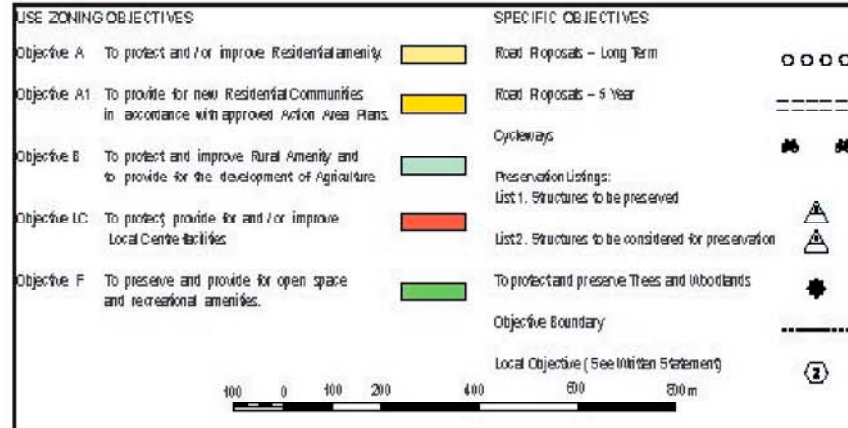 USE ZONING OBJECTIVES
Objective A To protect and / or improve Residential amenity.
Objective A1 To provide for new Residential Communities
in accordance with approved Action Area Plans.
Objective B To protect and improve Rural Amenity and
to provide for the development of Agriculture
Objective LC To protect, provide for and / or improve
Local Centre facilities
Objective F To preserve and provide for open space
and recreational amenities.
SPECIFIC OBJECTIVES
Road Proposals – Long Term
Road Proposals – 5 Year
Cycleways
Preservation Listings:
List 1. Structures to be preserved
List 2. Structures to be considered for preservation
To protect and preserve Trees and Woodlands
Objective Boundary
Local Objective ( See Written Statement)
2
100 0 100 200 400 600 800 m